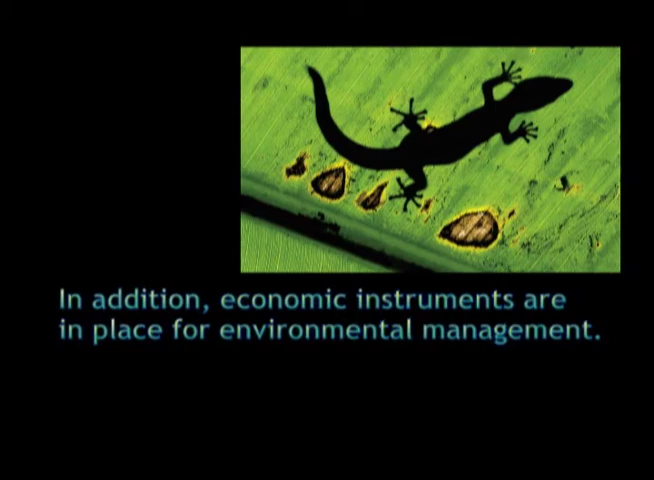 In addition, economic instruments are
in place for environmental management.